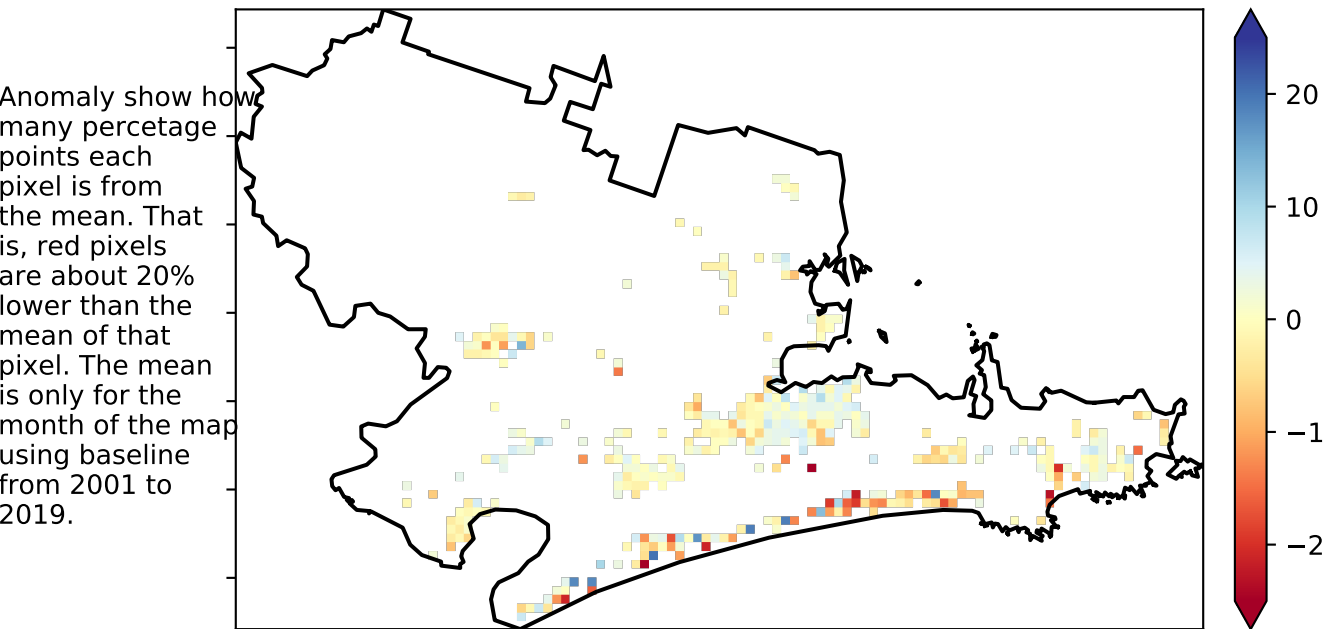 Anomaly show how
many percetage
points each
pixel is from
the mean. That
is, red pixels
are about 20%
lower than the
mean of that
pixel. The mean
is only for the
month of the map
using baseline
from 2001 to
2019.
20
10
0
−1
−2